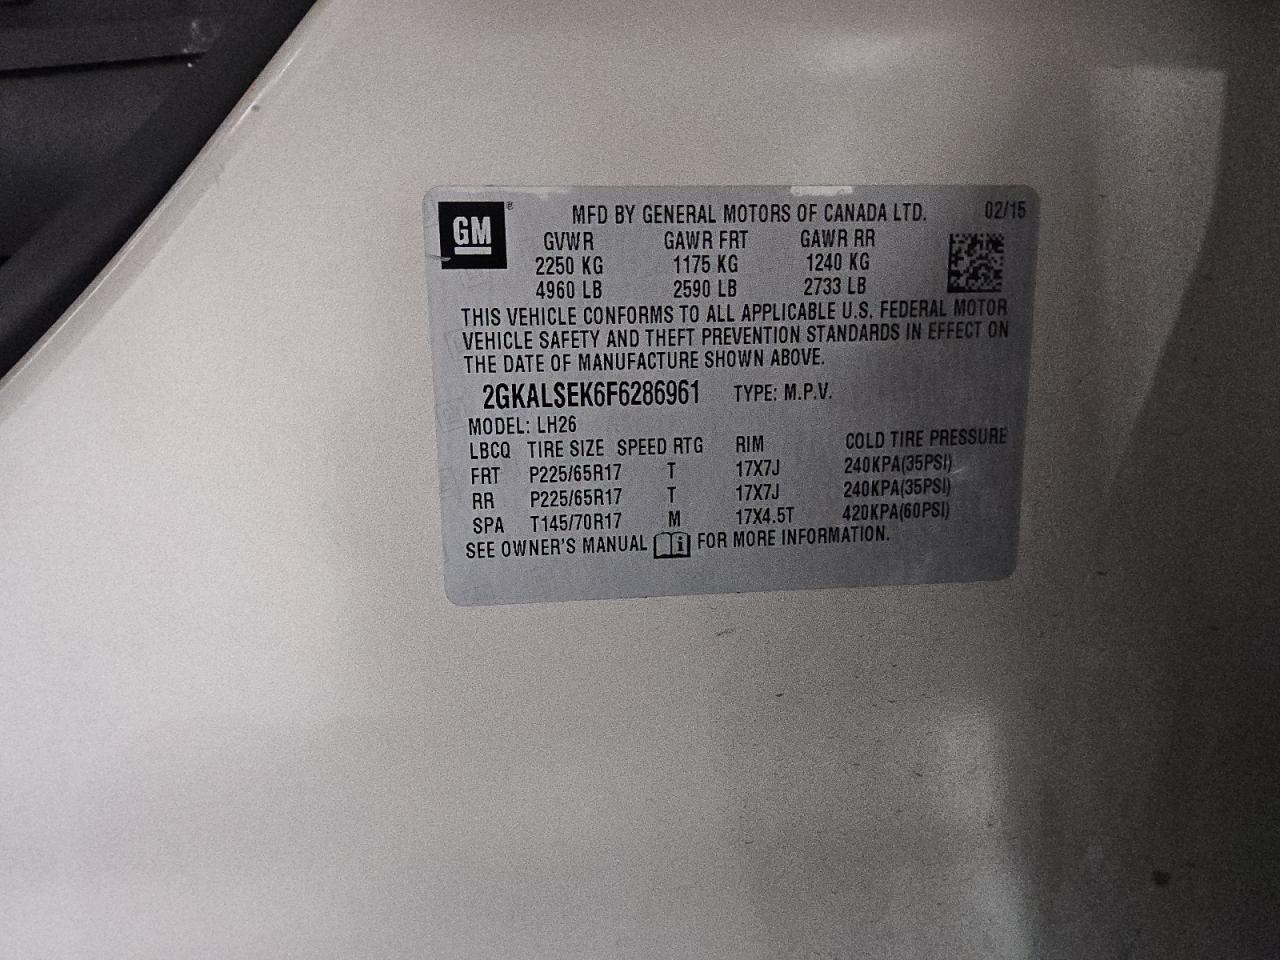 GM ® MFD BY GENERAL MOTORS OF CANADA LTD. 02/15
GVWR GAWR FRT GAWR RR
2250 KG 1175 KG 1240 KG
4960 LB 2590 LB 2733 LB
THIS VEHICLE CONFORMS TO ALL APPLICABLE U.S. FEDERAL MOTOR
VEHICLE SAFETY AND THEFT PREVENTION STANDARDS IN EFFECT ON
THE DATE OF MANUFACTURE SHOWN ABOVE.
2GKALSEK6F6286961 TYPE: M.P.V.
MODEL: LH26
LBCQ TIRE SIZE SPEED RTG RIM COLD TIRE PRESSURE
FRT P225/65R17 T 17X7J 240KPA(35PSI)
RR P225/65R17 T 17X7J 240KPA(35PSI)
SPA T145/70R17 M 17X4.5T 420KPA(60PSI)
SEE OWNER'S MANUAL i FOR MORE INFORMATION.